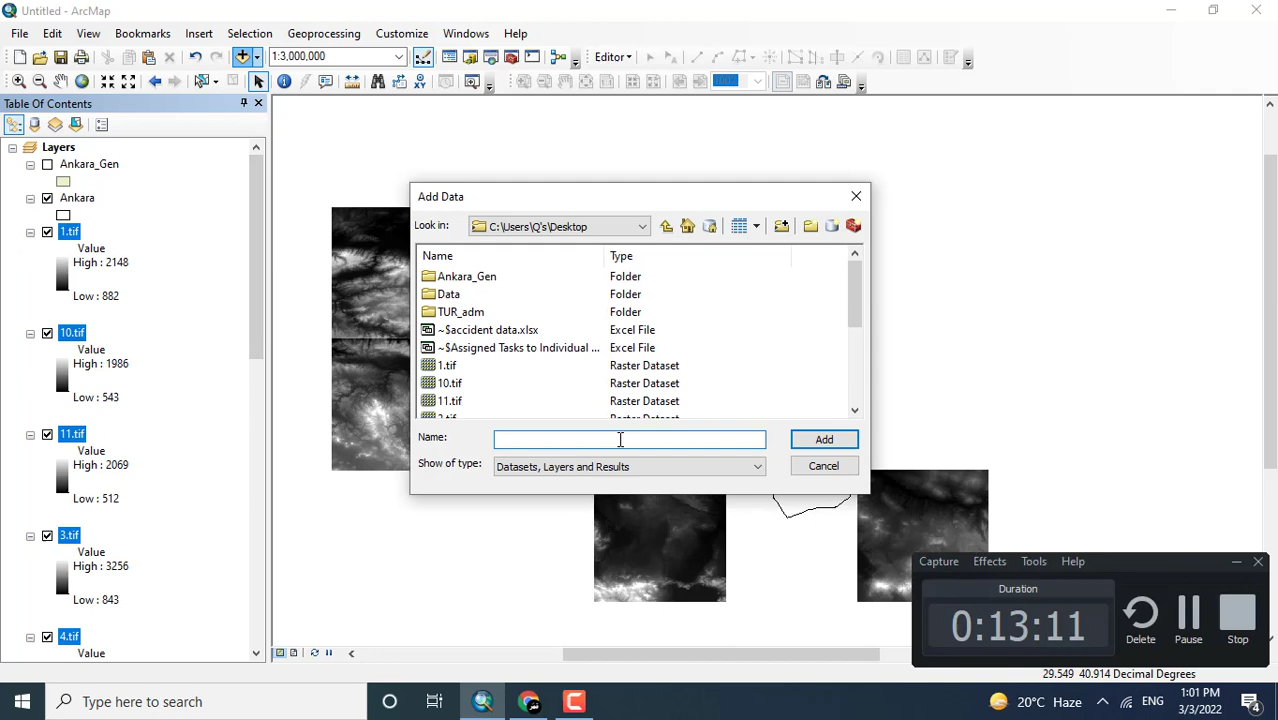 Untitled - ArcMap
File Edit View Bookmarks Insert Selection Geoprocessing Customize Windows Help
1:3,000,000
Editor
Table Of Contents
Layers
Ankara_Gen
Ankara
1.tif
Value
High : 2148
Low : 882
10.tif
Value
High : 1986
Low : 543
11.tif
Value
High : 2069
Low : 512
3.tif
Value
High : 3256
Low : 843
4.tif
Value
Add Data
Look in: C:\Users\Q's\Desktop
Name Type
Ankara_Gen Folder
Data Folder
TUR_adm Folder
~$accident data.xlsx Excel File
~$Assigned Tasks to Individual ... Excel File
1.tif Raster Dataset
10.tif Raster Dataset
11.tif Raster Dataset
Raster Dataset
Name: Add
Show of type: Datasets, Layers and Results Cancel
Capture Effects Tools Help
Duration
0:13:11
Delete Pause Stop
29.549 40.914 Decimal Degrees
Type here to search
20°C Haze
ENG
1:01 PM
3/3/2022
4